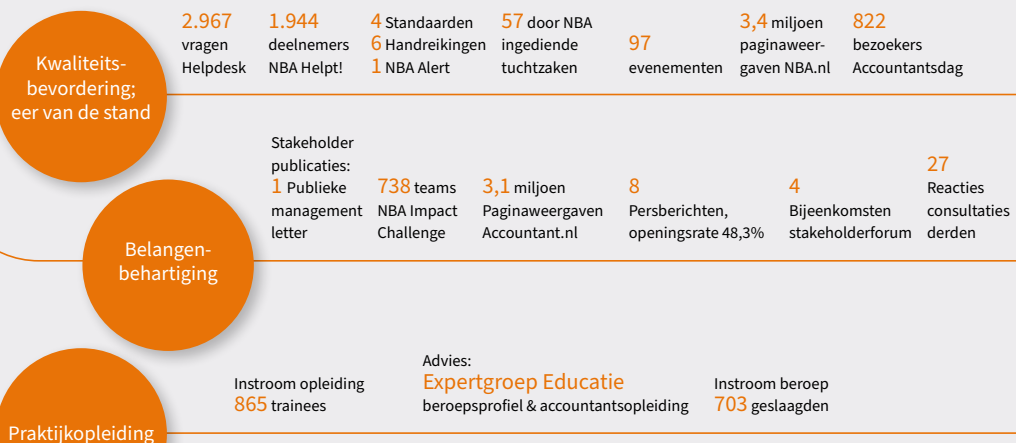 Kwaliteits-
bevordering;
eer van de stand
2.967
vragen
Helpdesk
1.944
deelnemers
NBA Helpt!
4 Standaarden
6 Handreikingen
1 NBA Alert
57 door NBA
ingediende
tuchtzaken
97
evenementen
3,4 miljoen
paginaweer-
gaven NBA.nl
822
bezoekers
Accountantsdag
Belangen-
behartiging
Stakeholder
publicaties:
1 Publieke
management
letter
738 teams
NBA Impact
Challenge
3,1 miljoen
Paginaweergaven
Accountant.nl
8
Persberichten,
openingsrate 48,3%
4
Bijeenkomsten
stakeholderforum
27
Reacties
consultaties
derden
Praktijkopleiding
Instroom opleiding
865 trainees
Advies:
Expertgroep Educatie
beroepsprofiel & accountantsopleiding
Instroom beroep
703 geslaagden